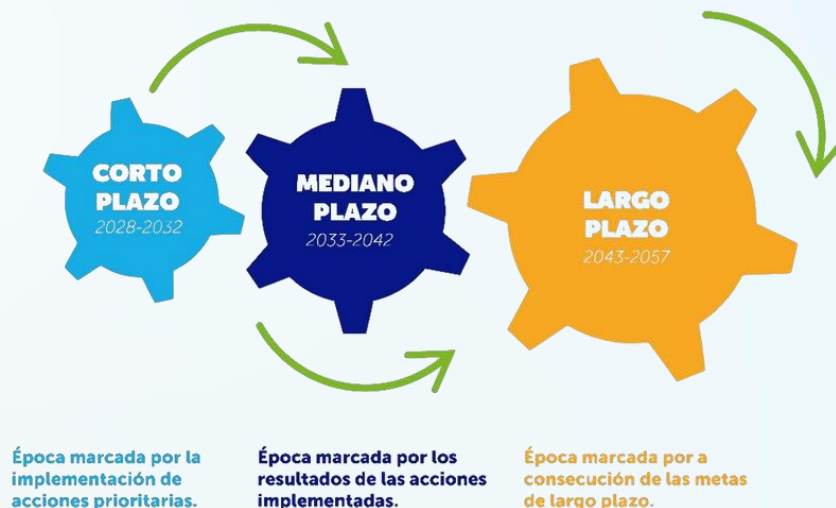 CORTO
PLAZO
2028-2032
MEDIANO
PLAZO
2033-2042
LARGO
PLAZO
2043-2057
Época marcada por la
implementación de
acciones prioritarias.
Época marcada por los
resultados de las acciones
implementadas.
Época marcada por a
consecución de las metas
de largo plazo.